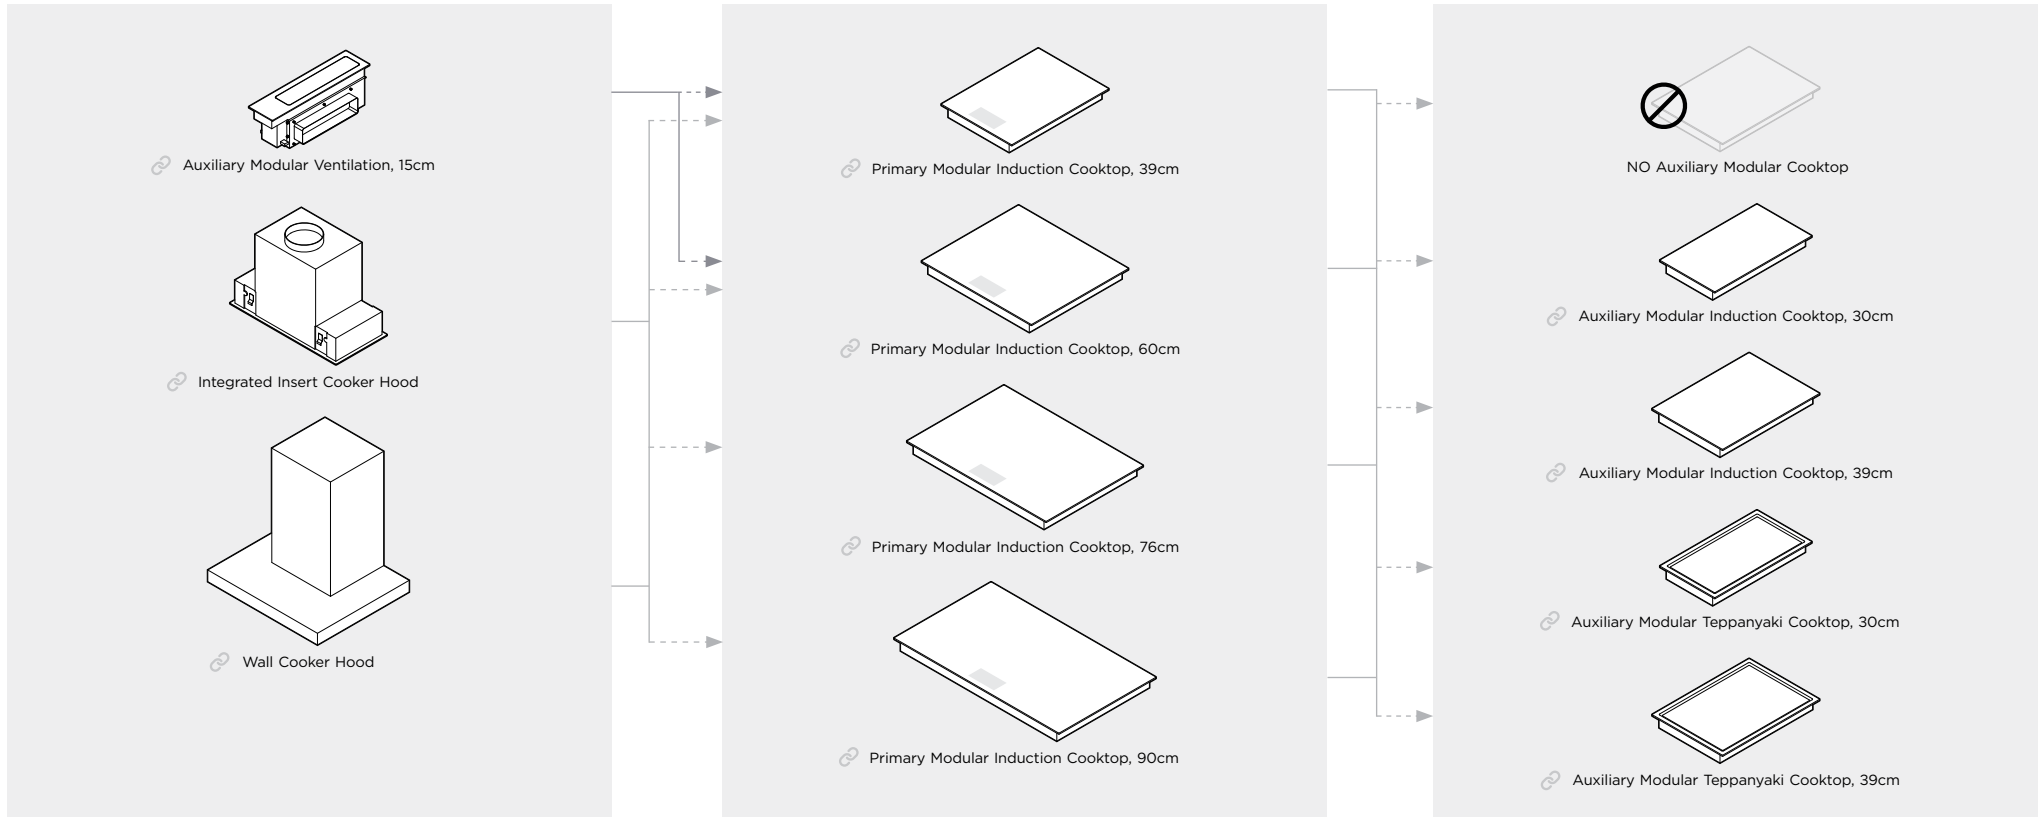 Auxiliary Modular Ventilation, 15cm
Integrated Insert Cooker Hood
Wall Cooker Hood
Primary Modular Induction Cooktop, 39cm
Primary Modular Induction Cooktop, 60cm
Primary Modular Induction Cooktop, 76cm
Primary Modular Induction Cooktop, 90cm
NO Auxiliary Modular Cooktop
Auxiliary Modular Induction Cooktop, 30cm
Auxiliary Modular Induction Cooktop, 39cm
Auxiliary Modular Teppanyaki Cooktop, 30cm
Auxiliary Modular Teppanyaki Cooktop, 39cm